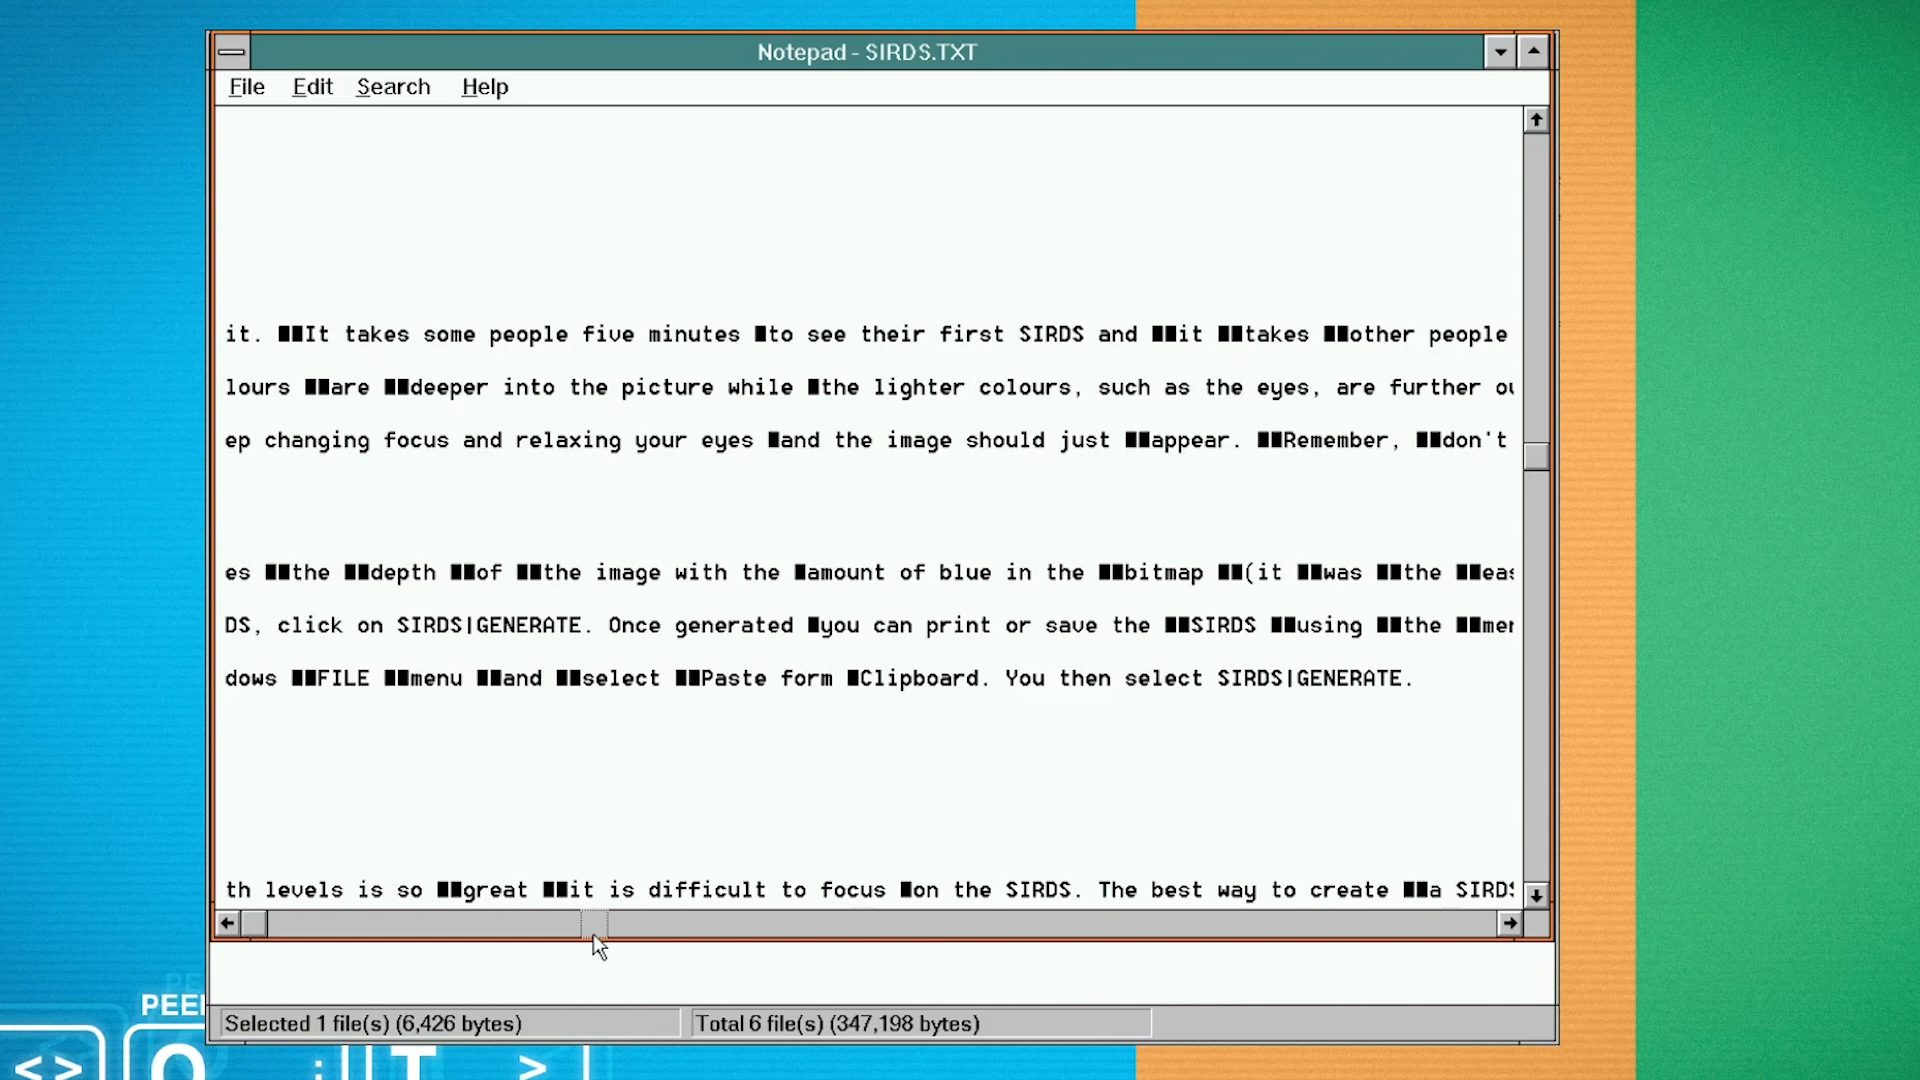 Notepad - SIRDS.TXT
File Edit Search Help
it. ■■It takes some people five minutes ■to see their first SIRDS and ■■it ■■takes ■■other people
lours ■■are ■■deeper into the picture while ■the lighter colours, such as the eyes, are further
ep changing focus and relaxing your eyes ■and the image should just ■■appear. ■■Remember, ■■don't
es ■■the ■■depth ■■of ■■the image with the ■amount of blue in the ■■bitmap ■■(it ■■was ■■the ■■eas
DS, click on SIRDS|GENERATE. Once generated ■you can print or save the ■■SIRDS ■■using ■■the
dows ■■FILE ■■menu ■■and ■■select ■■Paste form ■Clipboard. You then select SIRDS|GENERATE.
th levels is so ■■great ■■it is difficult to focus ■on the SIRDS. The best way to create ■■a SIRDS
Selected 1 file(s) (6,426 bytes) Total 6 file(s) (347,198 bytes)